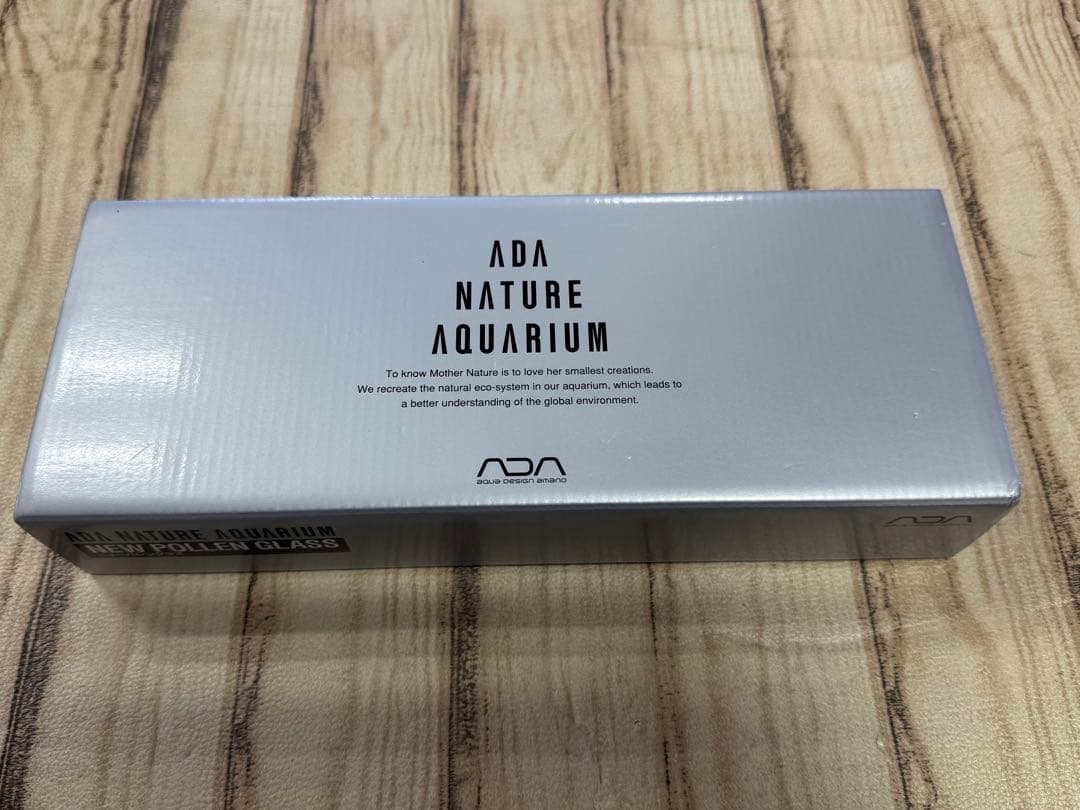 ADA
NATURE
AQUARIUM
To know Mother Nature is to love her smallest creations.
We recreate the natural eco-system in our aquarium, which leads to
a better understanding of the global environment.
ADA
aqua design amano
ADA NATURE AQUARIUM
NEW POLLEN GLASS
ADA